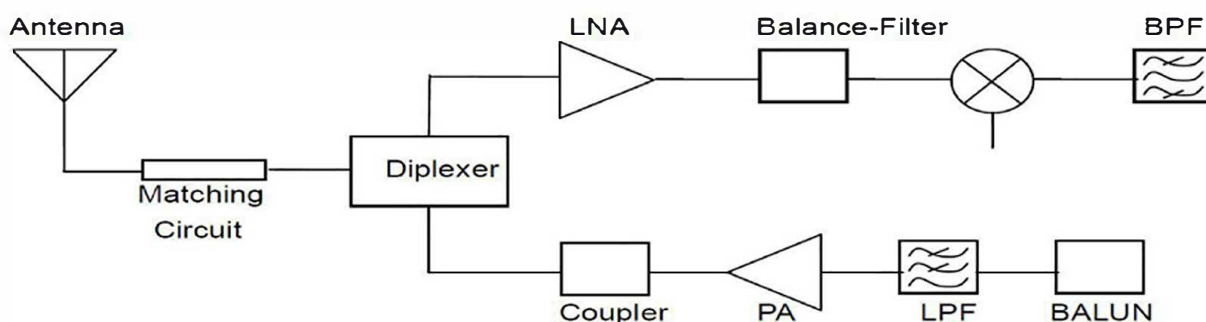 Antenna
LNA
Balance-Filter
BPF
Diplexer
Matching
Circuit
Coupler
PA
LPF
BALUN